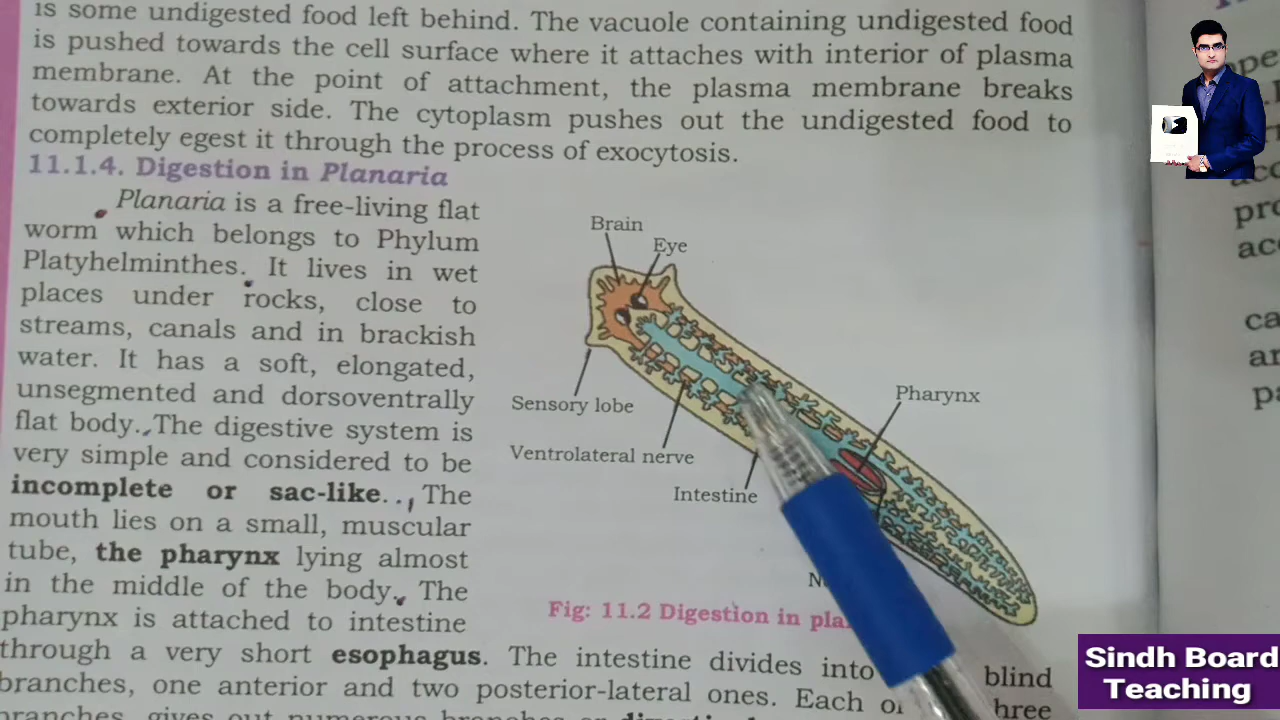 is some undigested food left behind. The vacuole containing undigested food
is pushed towards the cell surface where it attaches with interior of plasma
membrane. At the point of attachment, the plasma membrane breaks
towards exterior side. The cytoplasm pushes out the undigested food to
completely egest it through the process of exocytosis.
11.1.4. Digestion in Planaria
Planaria is a free-living flat
worm which belongs to Phylum
Platyhelminthes. It lives in wet
places under rocks, close to
streams, canals and in brackish
water. It has a soft, elongated,
unsegmented and dorsoventrally
flat body. The digestive system is
very simple and considered to be
incomplete or sac-like. The
mouth lies on a small, muscular
tube, the pharynx lying almost
in the middle of the body. The
pharynx is attached to intestine
through a very short esophagus. The intestine divides into blind
branches, one anterior and two posterior-lateral ones. Each hree
branches, gives out numerous branches or
Brain
Eye
Sensory lobe
Ventrolateral nerve
Intestine
Pharynx
Fig: 11.2 Digestion in pla
pro
Sindh Board
Teaching